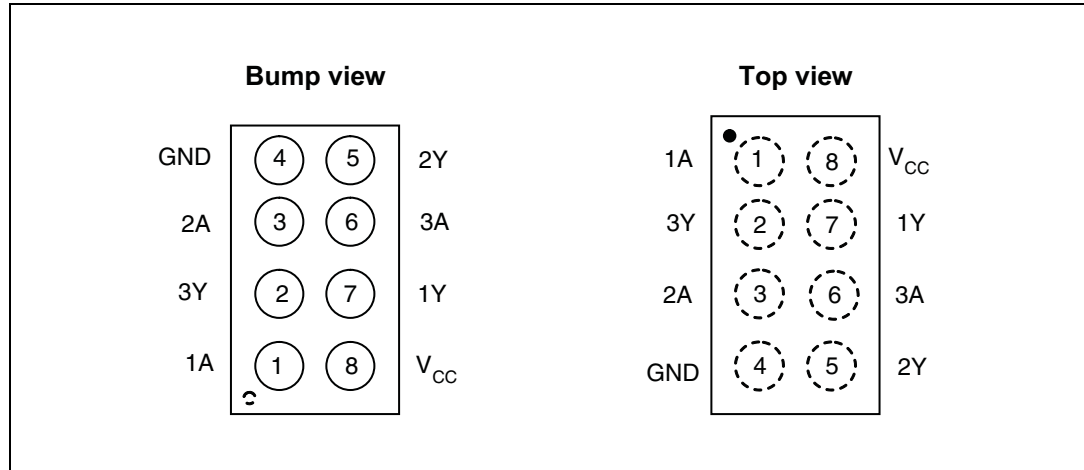 Bump view
GND 4 5 2Y
2A 3 6 3A
3Y 2 7 1Y
1A 1 8 VCC
Top view
1A 1 8 VCC
3Y 2 7 1Y
2A 3 6 3A
GND 4 5 2Y